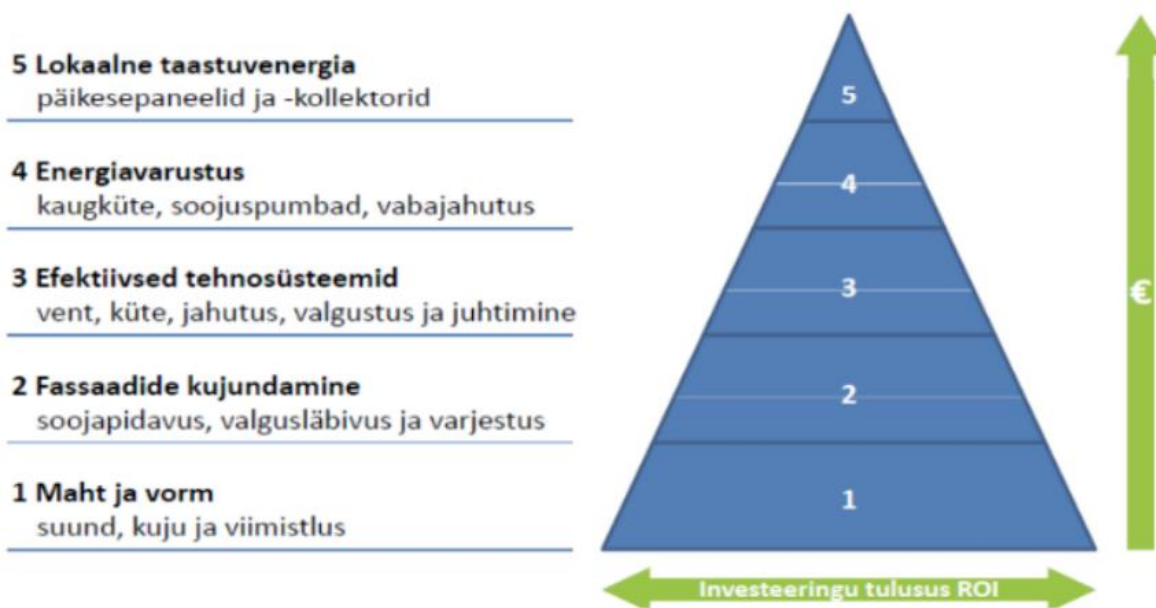 5 Lokaalne taastuvenergia
päikesepaneelid ja -kollektorid
4 Energiavarustus
kaugküte, soojuspumbad, vabajahutus
3 Efektiivsed tehnosüsteemid
vent, küte, jahutus, valgustus ja juhtimine
2 Fassaadide kujundamine
soojapidavus, valgusläbivus ja varjestus
1 Maht ja vorm
suund, kuju ja viimistlus
5
4
3
2
1
€
Investeeringu tulusus ROI